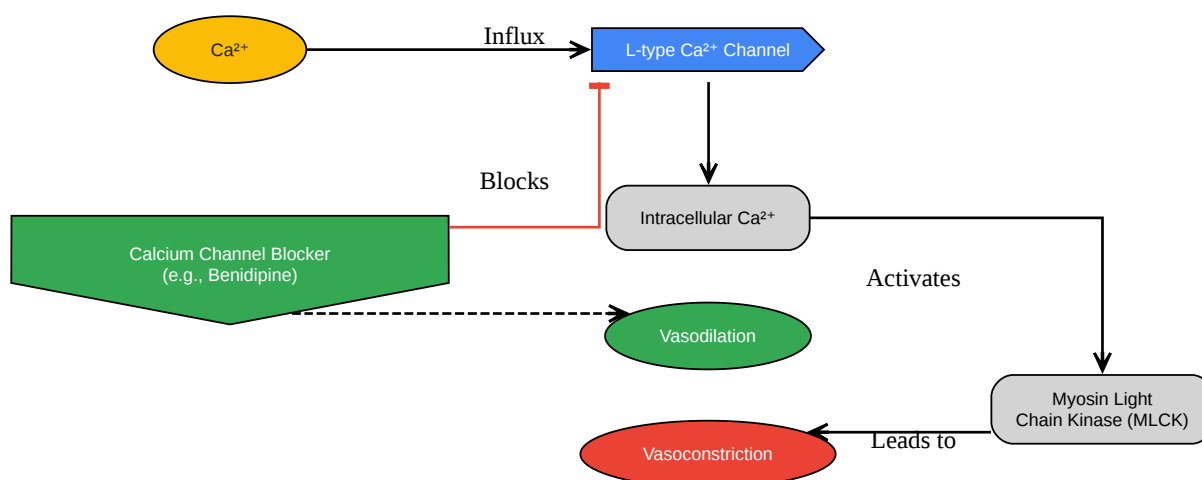 Ca²⁺
Influx
L-type Ca²⁺ Channel
Blocks
Intracellular Ca²⁺
Calcium Channel Blocker
(e.g., Benidipine)
Activates
Vasodilation
Myosin Light
Chain Kinase (MLCK)
Leads to
Vasoconstriction